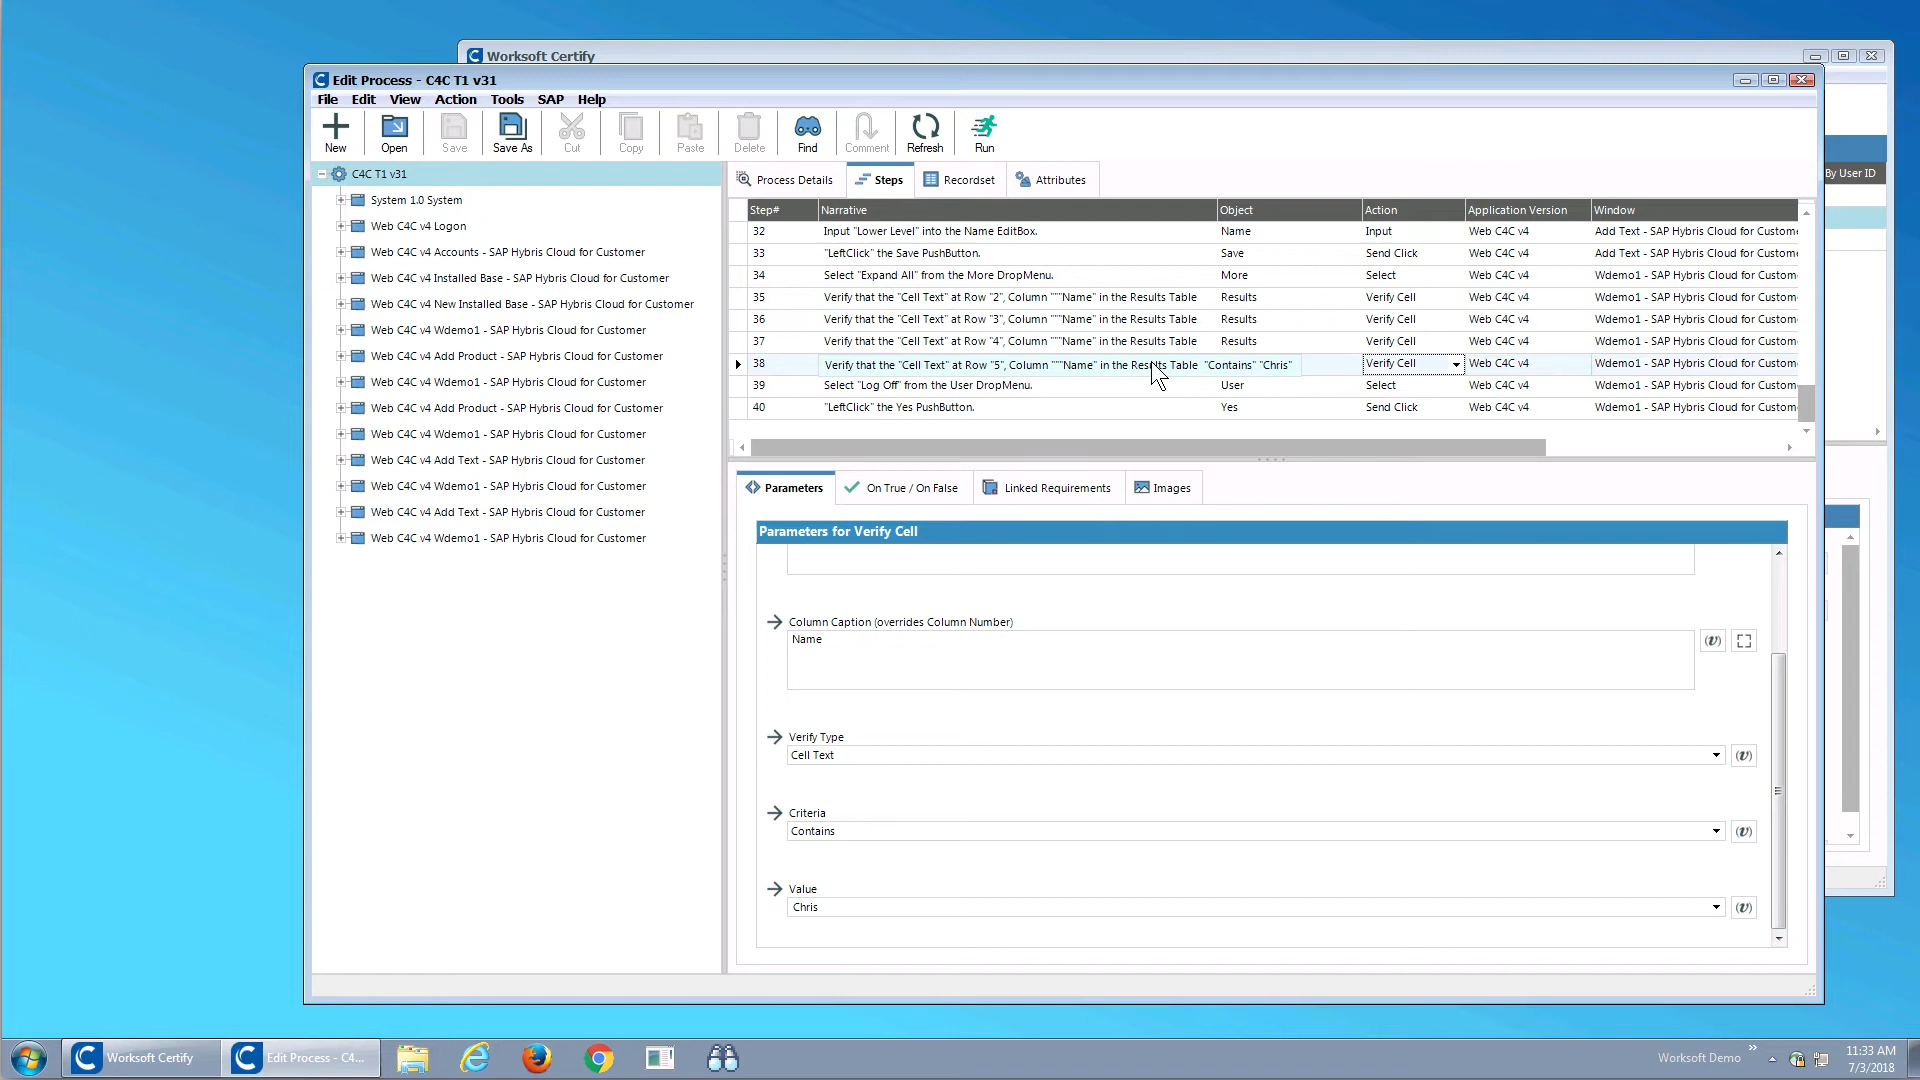 Worksoft Certify
Edit Process - C4C T1 v31
File Edit View Action Tools SAP Help
New Open Save Save As Cut Copy Paste Delete Find Comment Refresh Run
By User ID
C4C T1 v31
System 1.0 System
Web C4C v4 Logon
Web C4C v4 Accounts - SAP Hybris Cloud for Customer
Web C4C v4 Installed Base - SAP Hybris Cloud for Customer
Web C4C v4 New Installed Base - SAP Hybris Cloud for Customer
Web C4C v4 Wdemo1 - SAP Hybris Cloud for Customer
Web C4C v4 Add Product - SAP Hybris Cloud for Customer
Web C4C v4 Wdemo1 - SAP Hybris Cloud for Customer
Web C4C v4 Add Product - SAP Hybris Cloud for Customer
Web C4C v4 Wdemo1 - SAP Hybris Cloud for Customer
Web C4C v4 Add Text - SAP Hybris Cloud for Customer
Web C4C v4 Wdemo1 - SAP Hybris Cloud for Customer
Web C4C v4 Add Text - SAP Hybris Cloud for Customer
Web C4C v4 Wdemo1 - SAP Hybris Cloud for Customer
Process Details Steps Recordset Attributes
Step# Narrative Object Action Application Version Window
32 Input "Lower Level" into the Name EditBox. Name Input Web C4C v4 Add Text - SAP Hybris Cloud for Custome
33 "LeftClick" the Save PushButton. Save Send Click Web C4C v4 Add Text - SAP Hybris Cloud for Custome
34 Select "Expand All" from the More DropMenu. More Select Web C4C v4 Wdemo1 - SAP Hybris Cloud for Custom
35 Verify that the "Cell Text" at Row "2", Column """Name" in the Results Table Results Verify Cell Web C4C v4 Wdemo1 - SAP Hybris Cloud for Custom
36 Verify that the "Cell Text" at Row "3", Column """Name" in the Results Table Results Verify Cell Web C4C v4 Wdemo1 - SAP Hybris Cloud for Custom
37 Verify that the "Cell Text" at Row "4", Column """Name" in the Results Table Results Verify Cell Web C4C v4 Wdemo1 - SAP Hybris Cloud for Custom
38 Verify that the "Cell Text" at Row "5", Column """Name" in the Results Table "Contains" "Chris" Verify Cell Web C4C v4 Wdemo1 - SAP Hybris Cloud for Custom
39 Select "Log Off" from the User DropMenu. User Select Web C4C v4 Wdemo1 - SAP Hybris Cloud for Custom
40 "LeftClick" the Yes PushButton. Yes Send Click Web C4C v4 Wdemo1 - SAP Hybris Cloud for Custom
Parameters On True / On False Linked Requirements Images
Parameters for Verify Cell
Column Caption (overrides Column Number)
Name
(v)
Verify Type
Cell Text
(v)
Criteria
Contains
(v)
Value
Chris
(v)
Worksoft Certify
Edit Process - C4...
Worksoft Demo
11:33 AM
7/3/2018